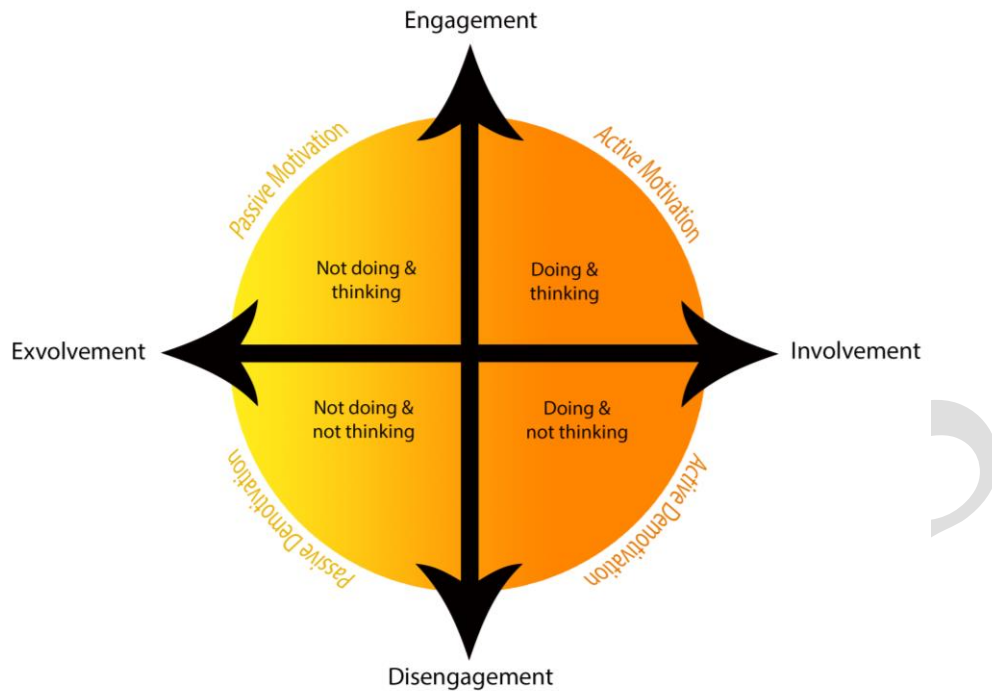 Engagement
Passive Motivation
Active Motivation
Not doing &
thinking
Doing &
thinking
Exvolvement
Involvement
Not doing &
not thinking
Doing &
not thinking
Passive Demotivation
Active Demotivation
Disengagement